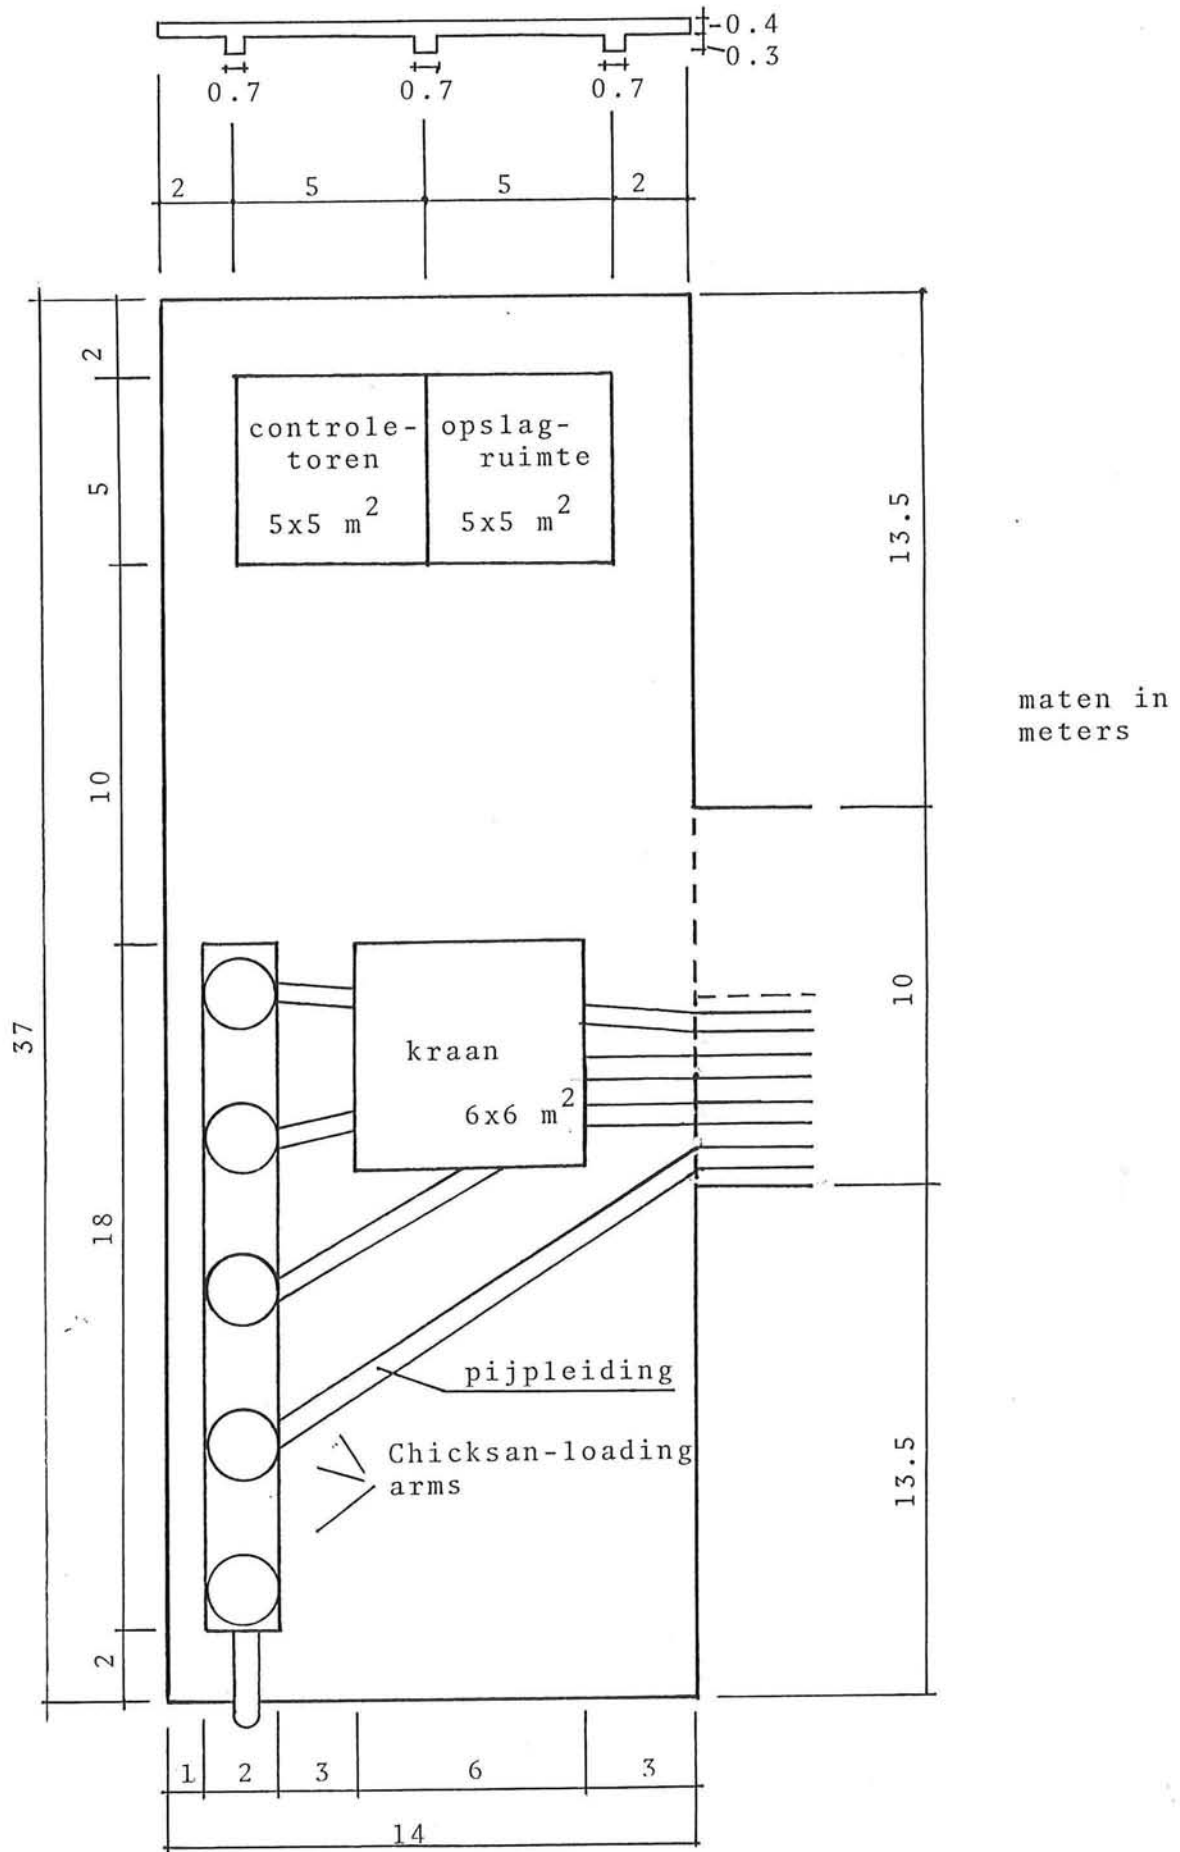 -0.4
0.3
0.7
0.7
0.7
2
5
5
2
2
controle-
toren
5x5 m2
opslag-
ruimte
5x5 m2
5
13.5
maten in
meters
10
10
37
kraan
6x6 m2
18
pijpleiding
Chicksan-loading
arms
13.5
2
1
2
3
6
3
14